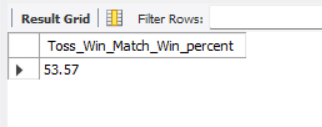 Result Grid Filter Rows:
Toss_Win_Match_Win_percent
53.57